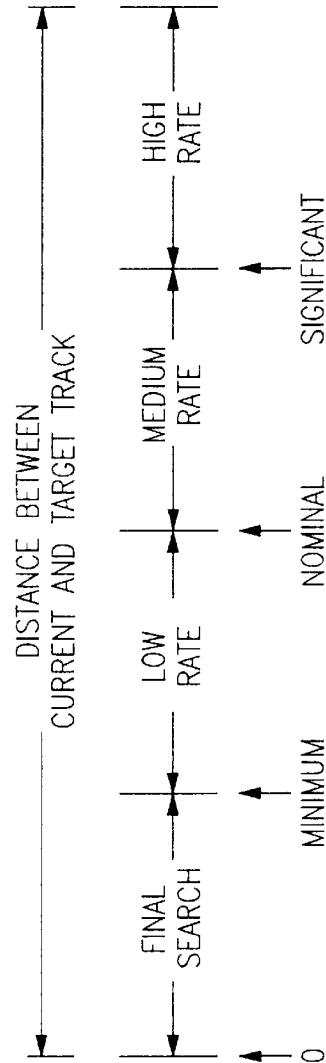 DISTANCE BETWEEN
CURRENT AND TARGET TRACK
FINAL
SEARCH
LOW
RATE
MEDIUM
RATE
HIGH
RATE
0
MINIMUM
NOMINAL
SIGNIFICANT